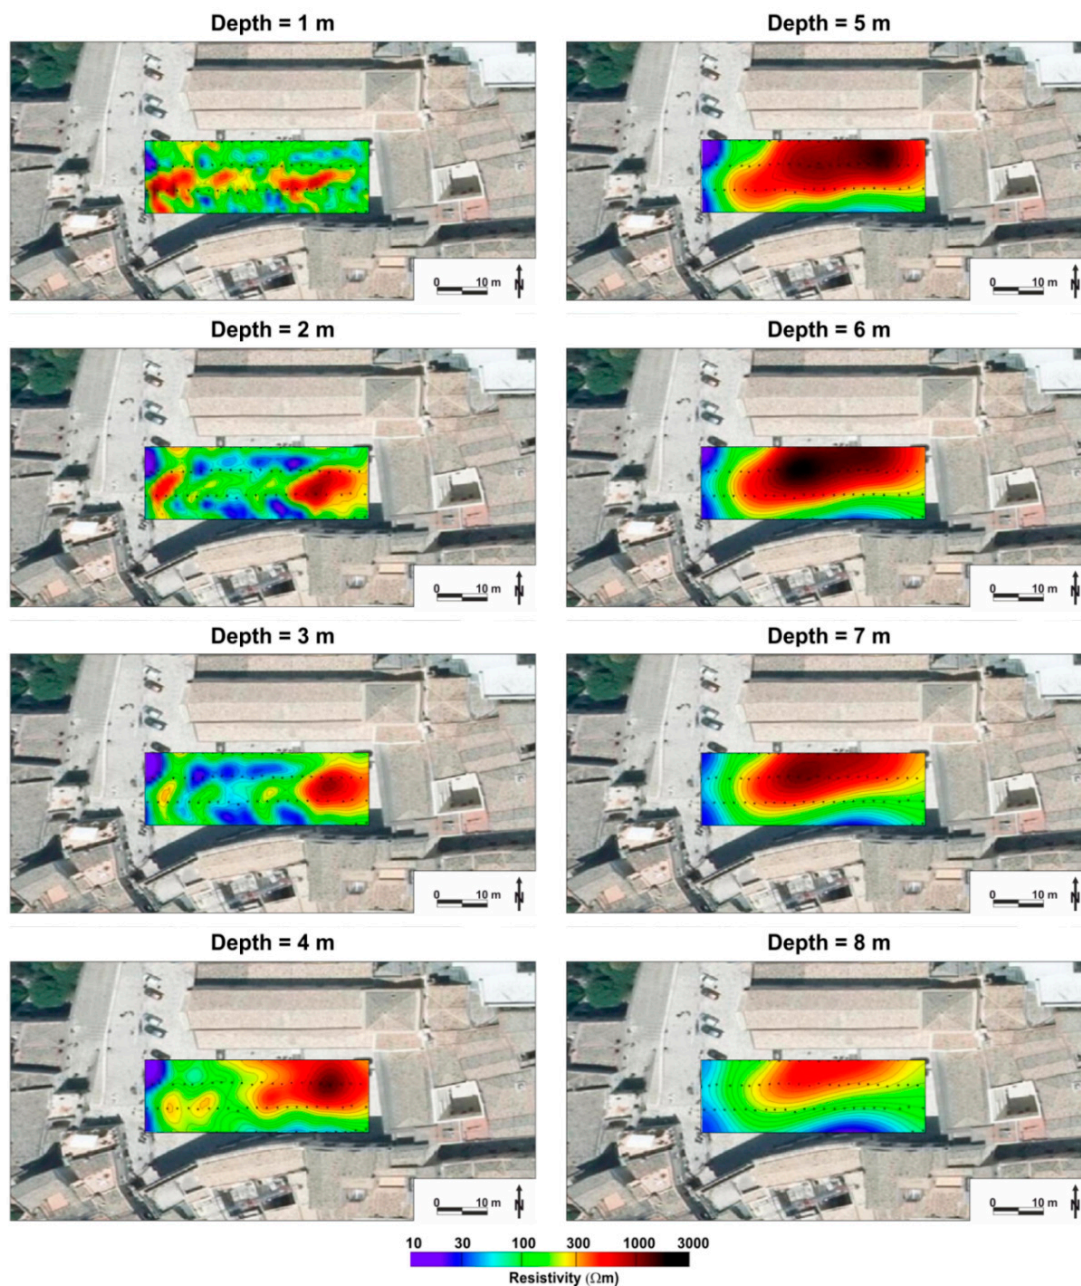 Depth = 1 m
Depth = 5 m
0 10 m N
0 10 m N
Depth = 2 m
Depth = 6 m
0 10 m N
0 10 m N
Depth = 3 m
Depth = 7 m
0 10 m N
0 10 m N
Depth = 4 m
Depth = 8 m
0 10 m N
0 10 m N
10 30 100 300 1000 3000
Resistivity (Ωm)